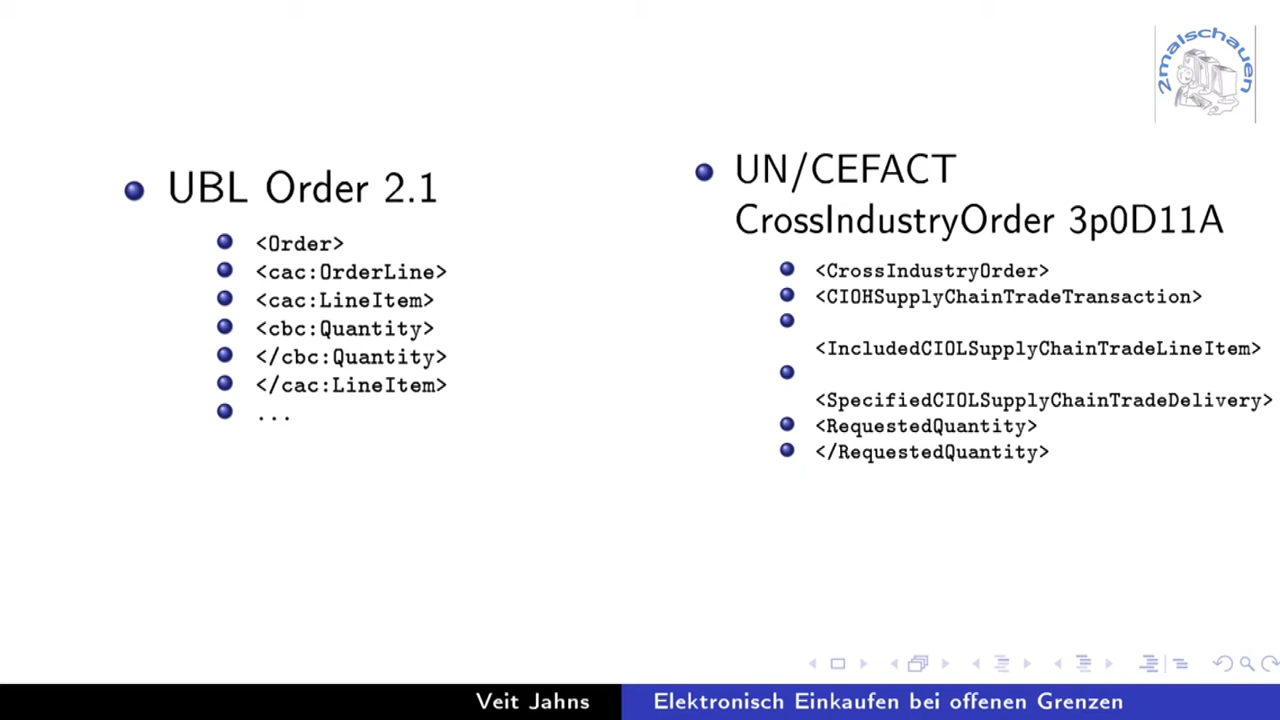 2malschauen
UBL Order 2.1
<Order>
<cac:OrderLine>
<cac:LineItem>
<cbc:Quantity>
</cbc:Quantity>
</cac:LineItem>
...
UN/CEFACT
CrossIndustryOrder 3p0D11A
<CrossIndustryOrder>
<CIOHSupplyChainTradeTransaction>
<IncludedCIOLSupplyChainTradeLineItem>
<SpecifiedCIOLSupplyChainTradeDelivery>
<RequestedQuantity>
</RequestedQuantity>
Veit Jahns
Elektronisch Einkaufen bei offenen Grenzen